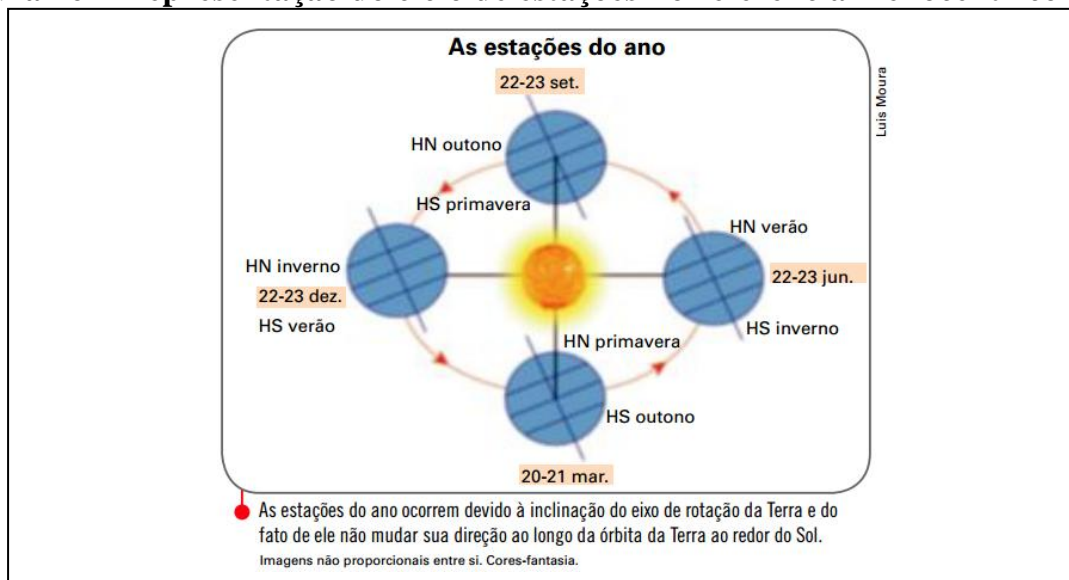 As estações do ano
22-23 set.
Luis Moura
HN outono
HS primavera
HN verão
HN inverno
22-23 dez.
22-23 jun.
HS verão
HS inverno
HN primavera
HS outono
20-21 mar.
As estações do ano ocorrem devido à inclinação do eixo de rotação da Terra e do
fato de ele não mudar sua direção ao longo da órbita da Terra ao redor do Sol.
Imagens não proporcionais entre si. Cores-fantasia.